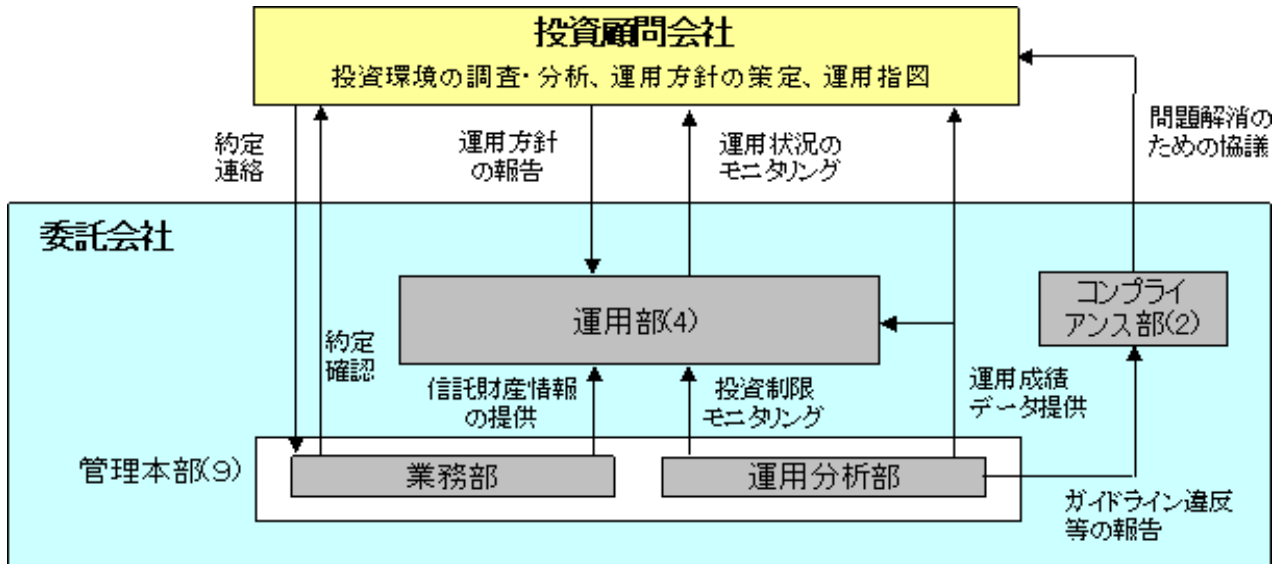 投資顧問会社
投資環境の調査・分析、運用方針の策定、運用指図
約定
連絡
運用方針
の報告
運用状況の
モニタリング
問題解消の
ための協議
委託会社
運用部(4)
コンプライ
アンス部(2)
約定
確認
信託財産情報
の提供
投資制限
モニタリング
運用成績
データ提供
管理本部(9)
業務部
運用分析部
ガイドライン違反
等の報告